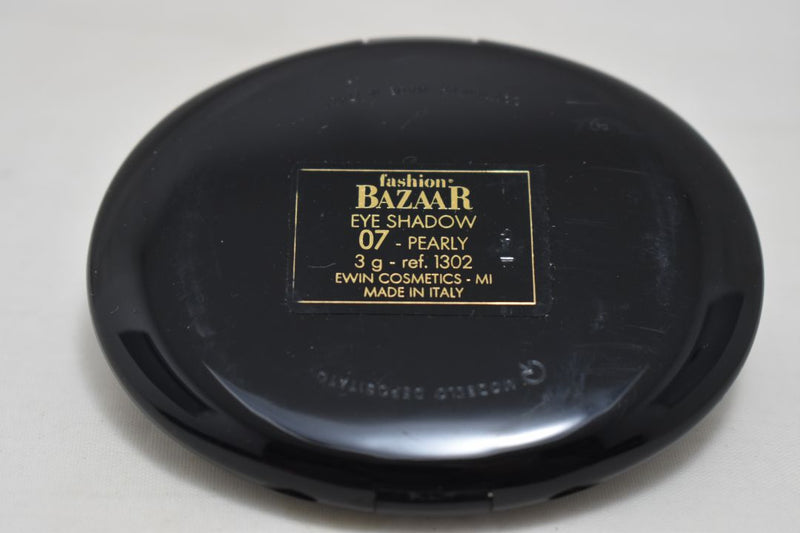 fashion®
BAZAAR
EYE SHADOW
07 - PEARLY
3 g - ref. 1302
EWIN COSMETICS - MI
MADE IN ITALY
MODELLO DEPOSITATO